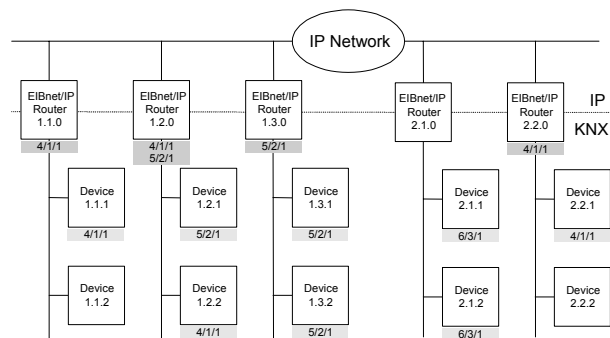 IP Network
EIBnet/IP
Router
1.1.0
4/1/1
EIBnet/IP
Router
1.2.0
4/1/1
5/2/1
EIBnet/IP
Router
1.3.0
5/2/1
EIBnet/IP
Router
2.1.0
EIBnet/IP
Router
2.2.0
4/1/1
IP
KNX
Device
1.1.1
4/1/1
Device
1.2.1
5/2/1
Device
1.3.1
5/2/1
Device
2.1.1
6/3/1
Device
2.2.1
4/1/1
Device
1.1.2
Device
1.2.2
4/1/1
Device
1.3.2
5/2/1
Device
2.1.2
6/3/1
Device
2.2.2